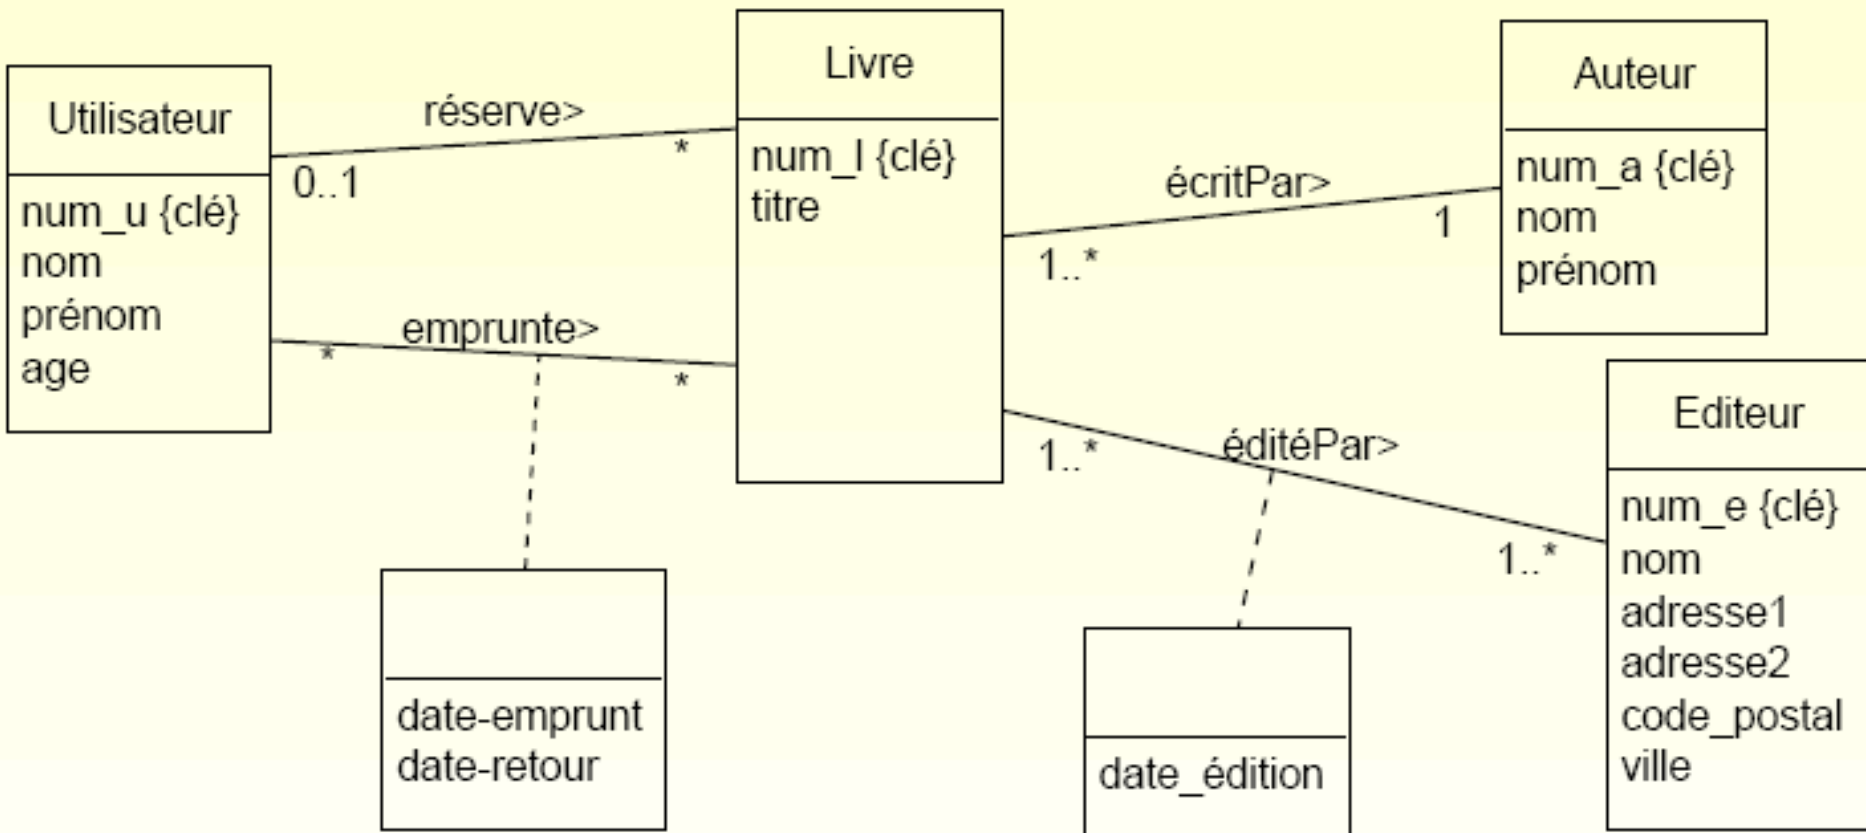 Utilisateur
num_u {clé}
nom
prénom
age
réserve>
0..1
*
emprunte>
*
*
date-emprunt
date-retour
Livre
num_l {clé}
titre
écritPar>
1..*
1
Auteur
num_a {clé}
nom
prénom
éditéPar>
1..*
1..*
date_édition
Editeur
num_e {clé}
nom
adresse1
adresse2
code_postal
ville